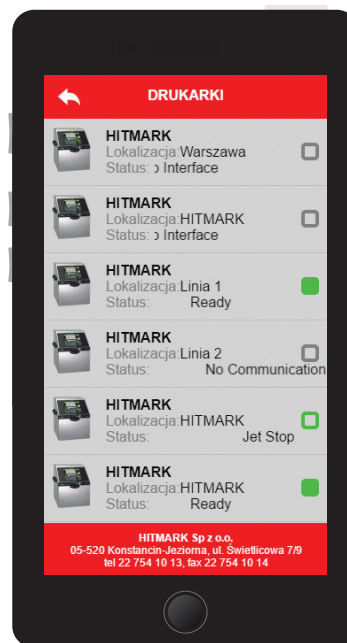 DRUKARKI
HITMARK
Lokalizacja:Warszawa
Status: Interface
HITMARK
Lokalizacja:HITMARK
Status: Interface
HITMARK
Lokalizacja:Linia 1
Status: Ready
HITMARK
Lokalizacja:Linia 2
Status: No Communication
HITMARK
Lokalizacja:HITMARK
Status: Jet Stop
HITMARK
Lokalizacja:HITMARK
Status: Ready
HITMARK Sp z o.o.
05-520 Konstancin-Jeziorna, ul. Świetlicowa 7/9
tel 22 754 10 13, fax 22 754 10 14